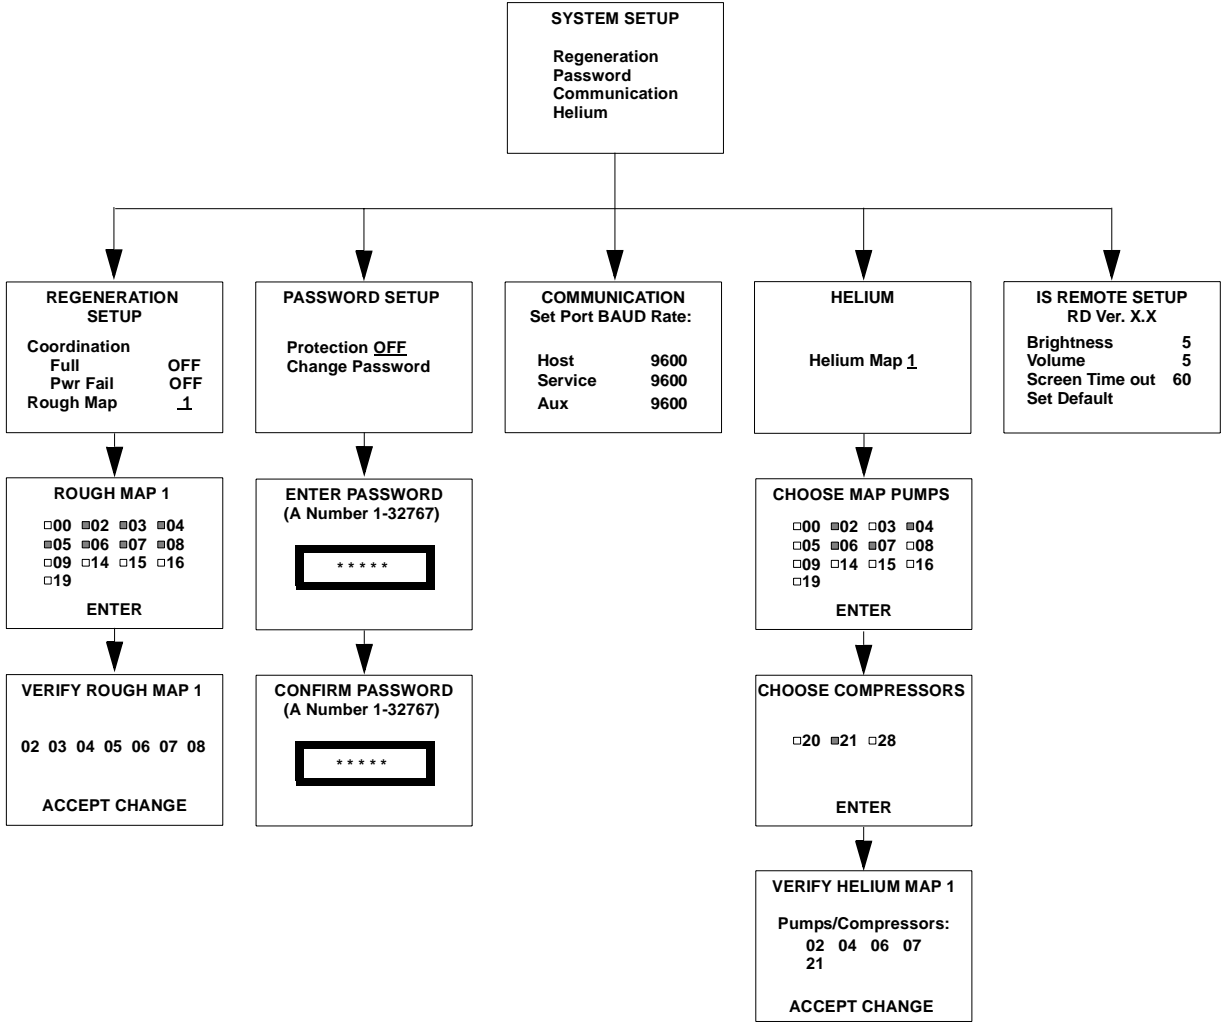 SYSTEM SETUP
Regeneration
Password
Communication
Helium
REGENERATION
SETUP
Coordination
Full OFF
Pwr Fail OFF
Rough Map 1
PASSWORD SETUP
Protection OFF
Change Password
COMMUNICATION
Set Port BAUD Rate:
Host 9600
Service 9600
Aux 9600
HELIUM
Helium Map 1
IS REMOTE SETUP
RD Ver. X.X
Brightness 5
Volume 5
Screen Time out 60
Set Default
ROUGH MAP 1
□00 ■02 ■03 ■04
■05 ■06 ■07 ■08
□09 □14 □15 □16
□19
ENTER
ENTER PASSWORD
(A Number 1-32767)
* * * * *
CHOOSE MAP PUMPS
□00 ■02 □03 ■04
□05 ■06 ■07 □08
□09 □14 □15 □16
□19
ENTER
VERIFY ROUGH MAP 1
02 03 04 05 06 07 08
ACCEPT CHANGE
CONFIRM PASSWORD
(A Number 1-32767)
* * * * *
CHOOSE COMPRESSORS
□20 ■21 □28
ENTER
VERIFY HELIUM MAP 1
Pumps/Compressors:
02 04 06 07
21
ACCEPT CHANGE